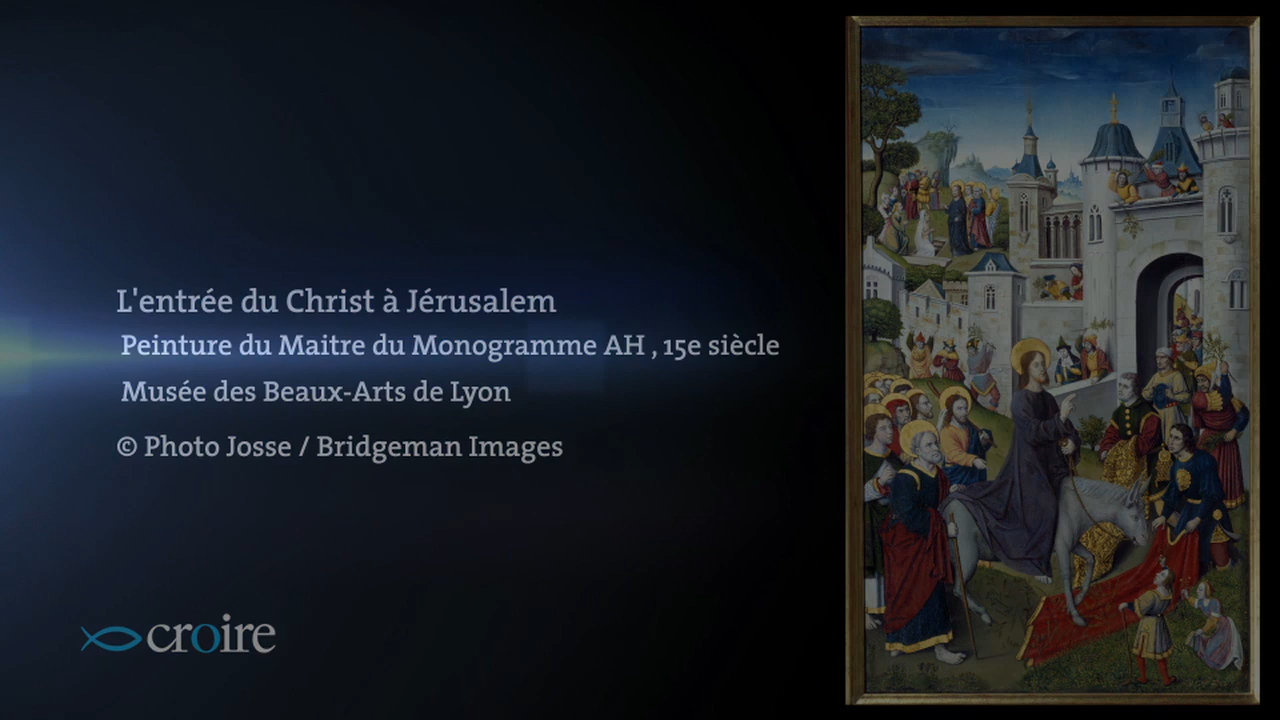 L'entrée du Christ à Jérusalem
Peinture du Maitre du Monogramme AH , 15e siècle
Musée des Beaux-Arts de Lyon
© Photo Josse / Bridgeman Images
croire